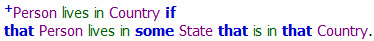 +Person lives in Country if
that Person lives in some State that is in that Country.